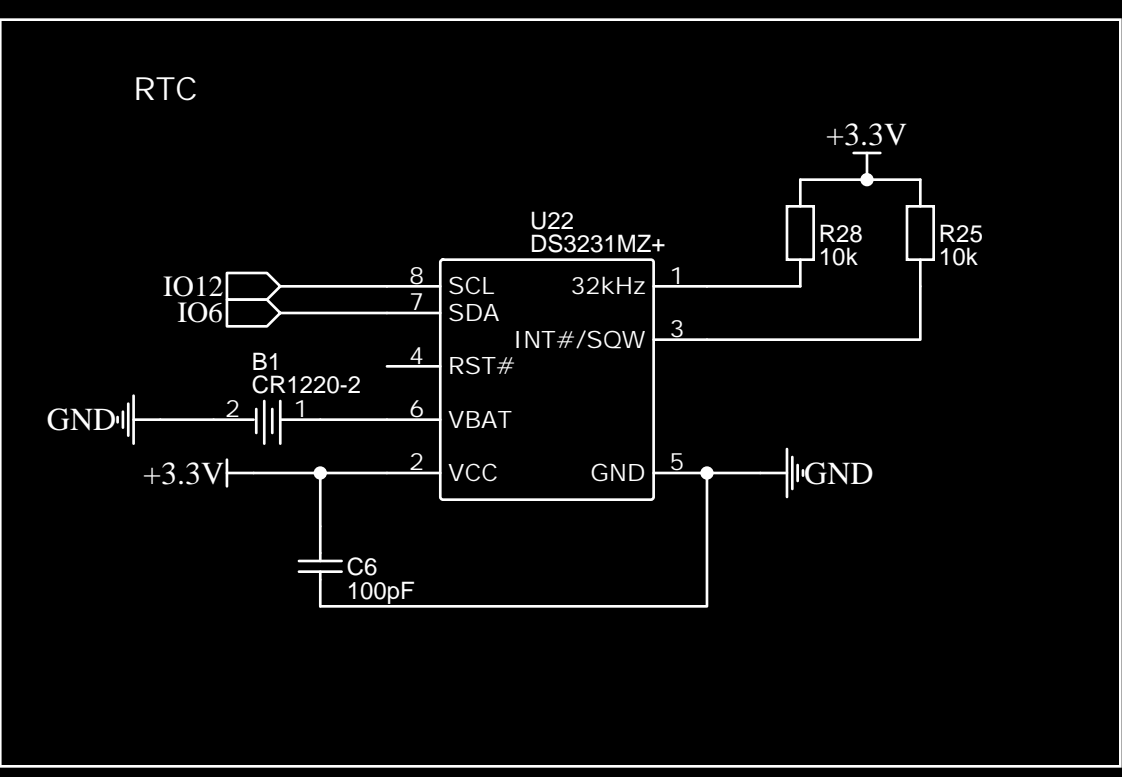 RTC
+3.3V
U22
DS3231MZ+
R28
10k
R25
10k
IO12
8
SCL
32kHz
1
IO6
7
SDA
INT#/SQW
3
4
RST#
B1
CR1220-2
GND
2
1
6
VBAT
+3.3V
2
VCC
GND
5
GND
C6
100pF